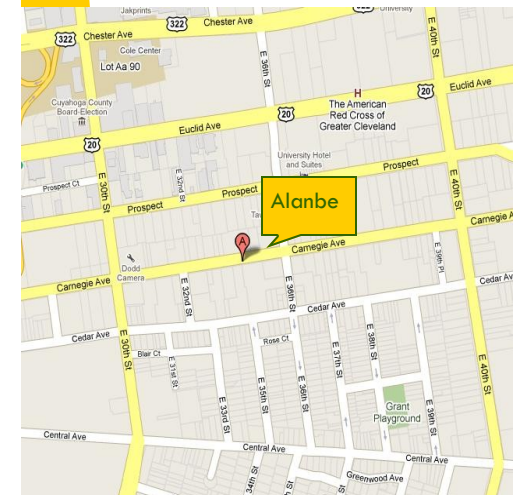 Jakprints
322
University
Chester Ave
322
Chester Ave
Cole Center
Lot Aa 90
E 36th St
E 40th St
Cuyahoga County
Board-Election
H
20
Euclid Ave
The American
Red Cross of
Greater Cleveland
20
Euclid Ave
20
University Hotel
and Suites
Prospect
E 30th St
E 32nd St
Prospect Ct
Prospect
Prospect
E 40th St
Alanbe
Carnegie Ave
A
Carnegie Ave
E 39th Pl
Dodd
Camera
Carnegie Ave
E 32nd St
E 36th St
Cedar Ave
Cedar Ave
Cedar Ave
E 30th St
Rose Ct
E 38th St
E 37th St
Blair Ct
E 31st St
E 40th St
E 35th St
E 36th St
E 33rd St
Grant
Playground
E 39th St
Central Ave
Central Ave
Central Ave
34th St
Greenwood Ave